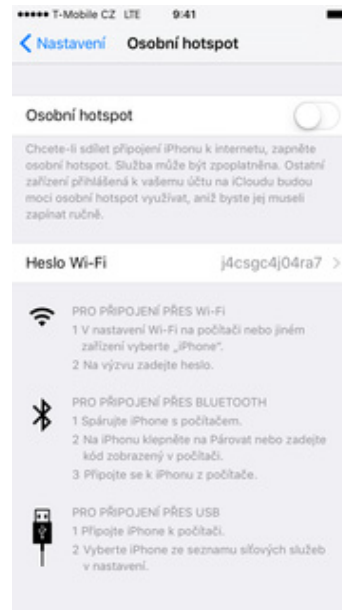 T-Mobile CZ LTE 9:41
Nastavení Osobní hotspot
Osobní hotspot
Chcete-li sdílet připojení iPhonu k internetu, zapněte
osobní hotspot. Služba může být zpoplatněna. Ostatní
zařízení přihlášená k vašemu účtu na iCloudu budou
moci osobní hotspot využívat, aniž byste jej museli
zapínat ručně.
Heslo Wi-Fi j4csgc4j04ra7
PRO PŘIPOJENÍ PŘES Wi-Fi
1 V nastavení Wi-Fi na počítači nebo jiném
zařízení vyberte „iPhone“.
2 Na výzvu zadejte heslo.
PRO PŘIPOJENÍ PŘES BLUETOOTH
1 Spárujte iPhone s počítačem.
2 Na iPhonu klepněte na Párovat nebo zadejte
kód zobrazený v počítači.
3 Připojte se k iPhonu z počítače.
PRO PŘIPOJENÍ PŘES USB
1 Připojte iPhone k počítači.
2 Vyberte iPhone ze seznamu síťových služeb
v nastavení.